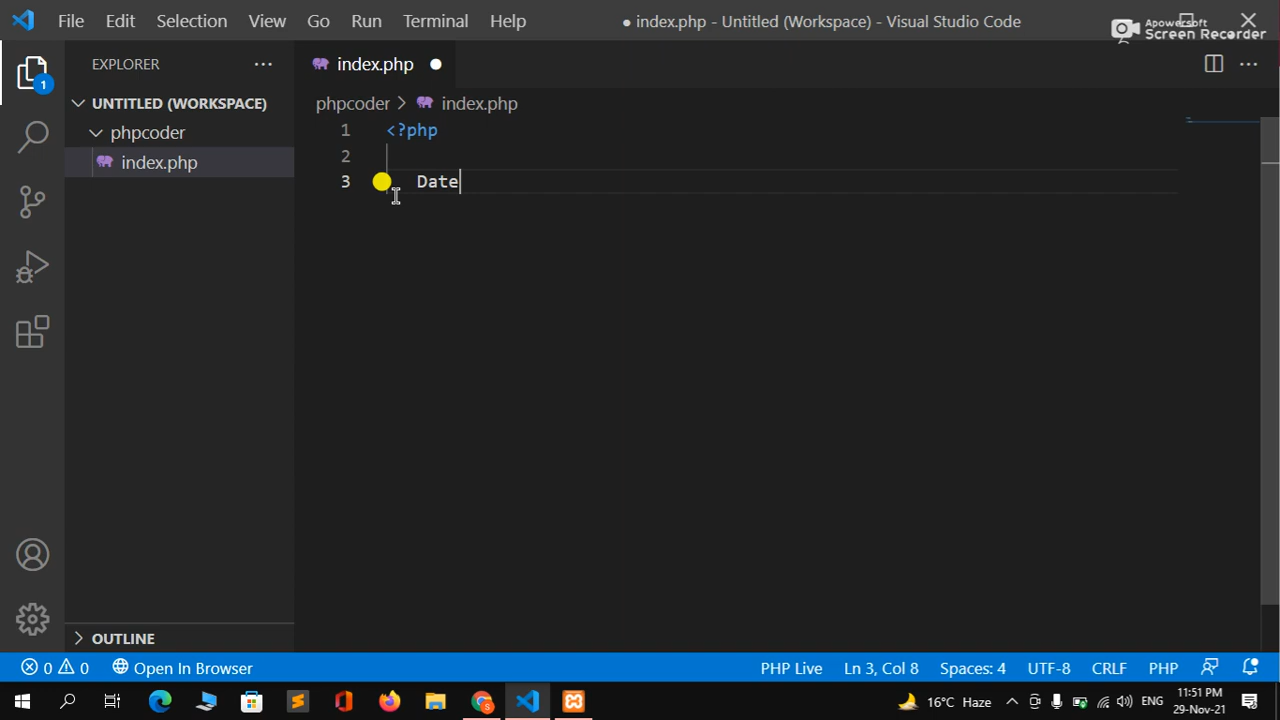 File Edit Selection View Go Run Terminal Help
● index.php - Untitled (Workspace) - Visual Studio Code
Apowersoft
Screen Recorder
EXPLORER ···
index.php ●
1
UNTITLED (WORKSPACE)
phpcoder
index.php
phpcoder > index.php
1 <?php
2
3 Date
OUTLINE
0 0 Open In Browser
PHP Live Ln 3, Col 8 Spaces: 4 UTF-8 CRLF PHP
16°C Haze
ENG
11:51 PM
29-Nov-21